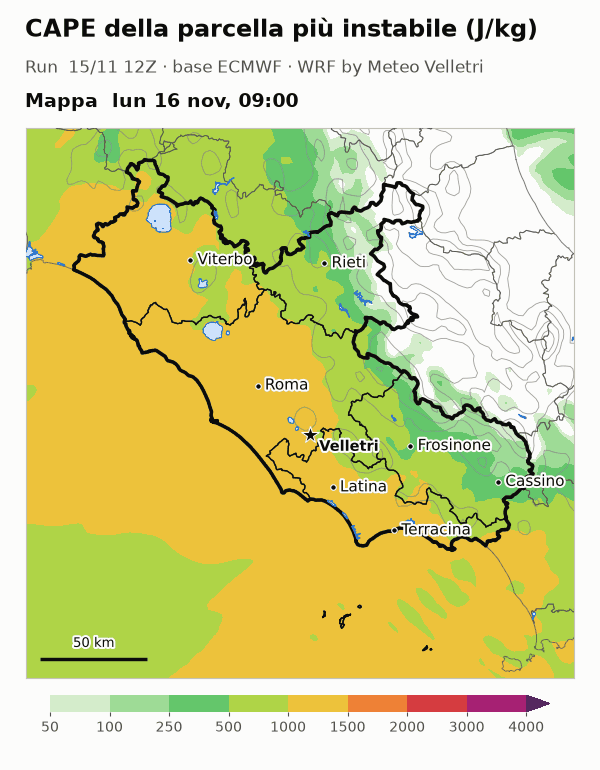 CAPE della parcella più instabile (J/kg)
Run  15/11 12Z · base ECMWF · WRF by Meteo Velletri
Mappa  lun 16 nov, 09:00
Viterbo
Rieti
Roma
Velletri
Frosinone
Latina
Cassino
Terracina
50 km
50 100 250 500 1000 1500 2000 3000 4000